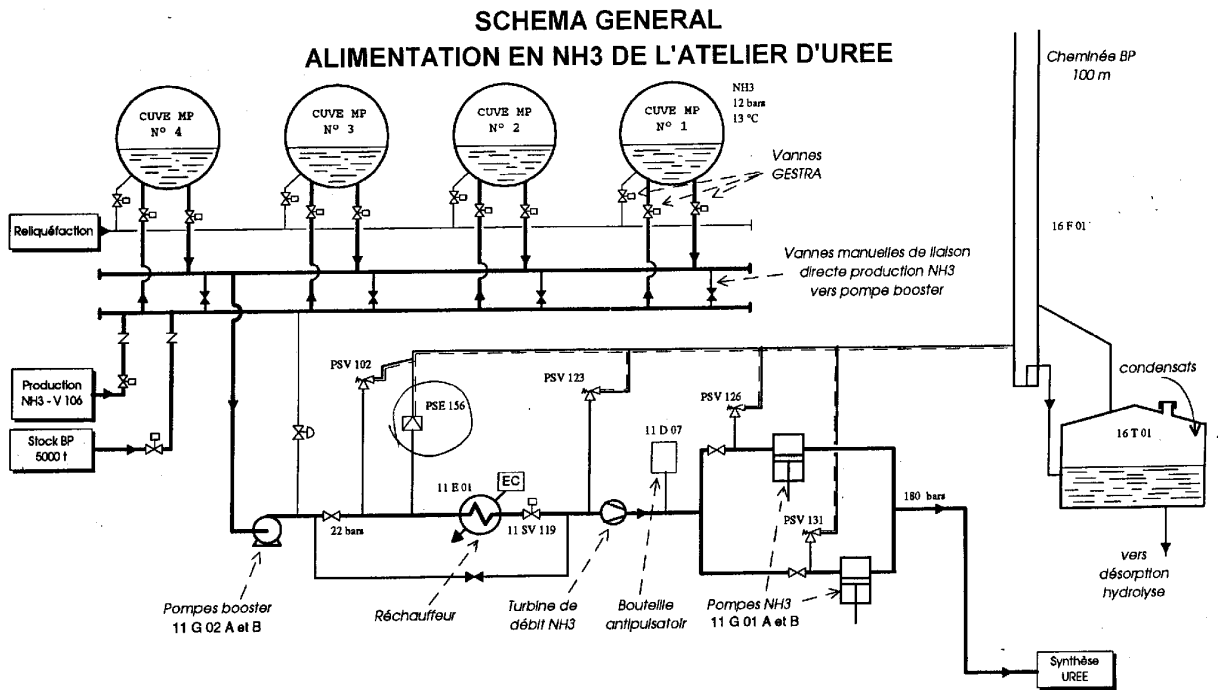 SCHEMA GENERAL
ALIMENTATION EN NH3 DE L'ATELIER D'UREE
Cheminée BP
100 m
CUVE MP
N° 4
CUVE MP
N° 3
CUVE MP
N° 2
CUVE MP
N° 1
NH3
12 bars
13 °C
Vannes
GESTRA
Reliquéfaction
16 F 01
Vannes manuelles de liaison
directe production NH3
vers pompe booster
Production
NH3 - V 106
Stock BP
5000 t
PSV 102
PSE 156
PSV 123
PSV 126
condensats
16 T 01
11 D 07
11 E 01
EC
22 bars
11 SV 119
PSV 131
180 bars
Pompes booster
11 G 02 A et B
Réchauffeur
Turbine de
débit NH3
Bouteille
antipulsatoir
Pompes NH3
11 G 01 A et B
vers
désorption
hydrolyse
Synthèse
UREE